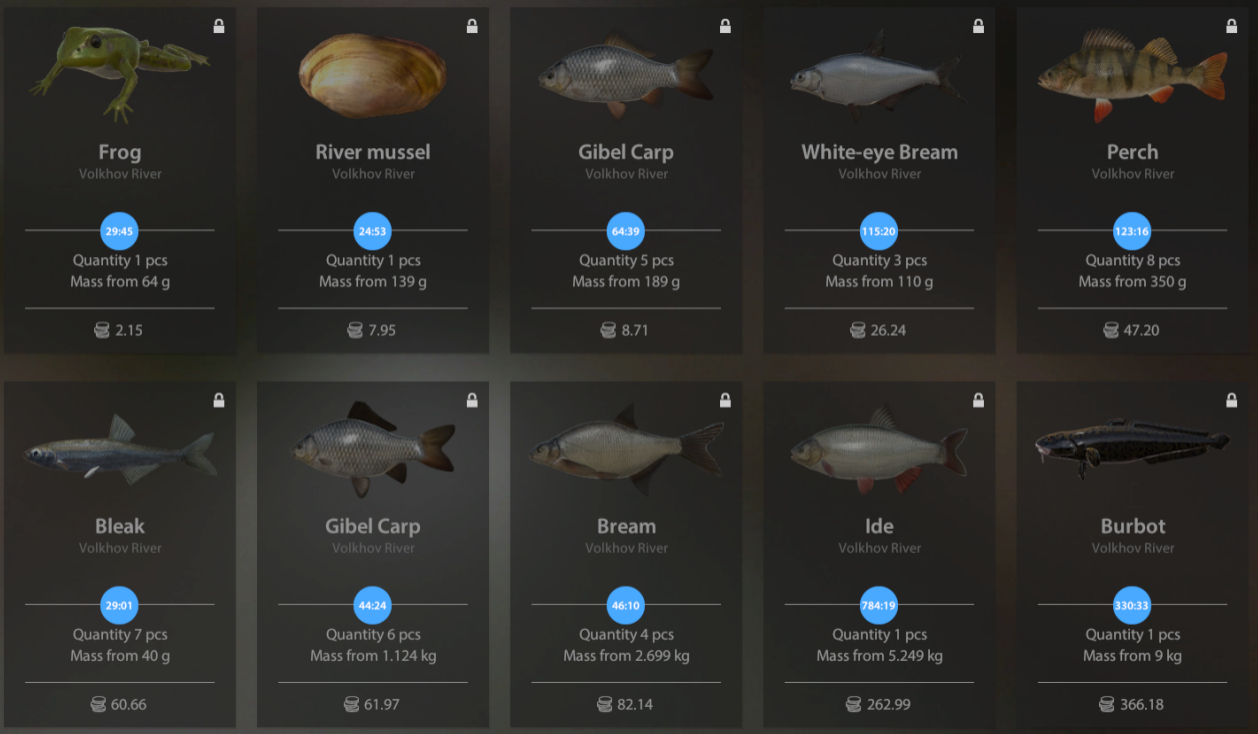 Frog
Volkhov River
29:45
Quantity 1 pcs
Mass from 64 g
2.15
River mussel
Volkhov River
24:53
Quantity 1 pcs
Mass from 139 g
7.95
Gibel Carp
Volkhov River
64:39
Quantity 5 pcs
Mass from 189 g
8.71
White-eye Bream
Volkhov River
115:20
Quantity 3 pcs
Mass from 110 g
26.24
Perch
Volkhov River
123:16
Quantity 8 pcs
Mass from 350 g
47.20
Bleak
Volkhov River
29:01
Quantity 7 pcs
Mass from 40 g
60.66
Gibel Carp
Volkhov River
44:24
Quantity 6 pcs
Mass from 1.124 kg
61.97
Bream
Volkhov River
46:10
Quantity 4 pcs
Mass from 2.699 kg
82.14
Ide
Volkhov River
784:19
Quantity 1 pcs
Mass from 5.249 kg
262.99
Burbot
Volkhov River
330:33
Quantity 1 pcs
Mass from 9 kg
366.18